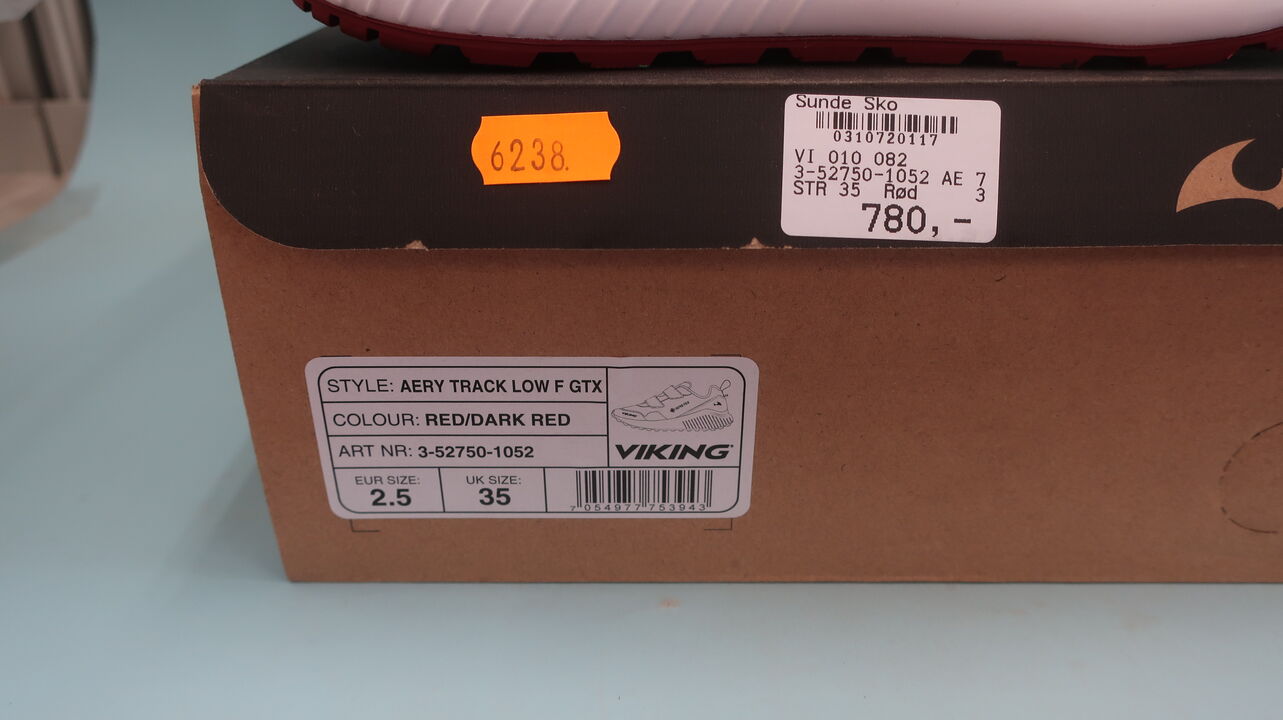 6238.
Sunde Sko
0310720117
VI 010 082
3-52750-1052 AE 7
STR 35 Rød 3
780,-
STYLE: AERY TRACK LOW F GTX
COLOUR: RED/DARK RED
ART NR: 3-52750-1052
VIKING
EUR SIZE:
2.5
UK SIZE:
35
7 054977 753943